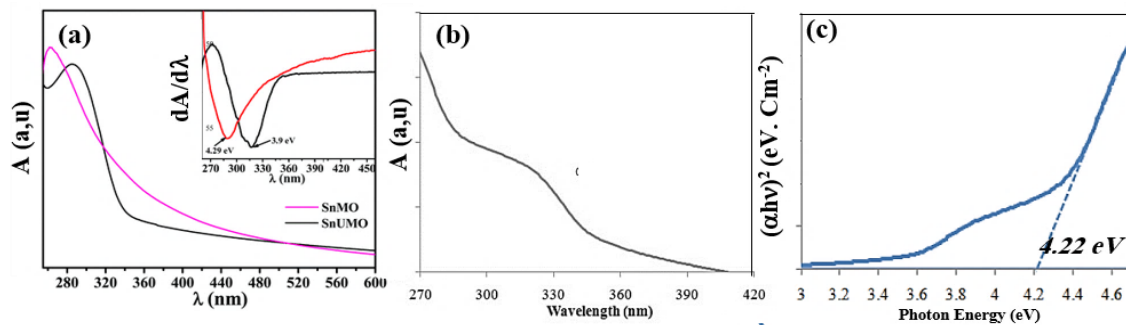 (a)
A (a,u)
λ (nm)
280 320 360 400 440 480 520 560 600
SnMO
SnUMO
dA/dλ
55
4.29 eV
3.9 eV
270 300 330 360 390 420 450
λ (nm)
(b)
A (a,u)
270 300 330 360 390 420
Wavelength (nm)
(c)
(αhν)² (eV. Cm⁻²)
4.22 eV
3 3.2 3.4 3.6 3.8 4 4.2 4.4 4.6
Photon Energy (eV)